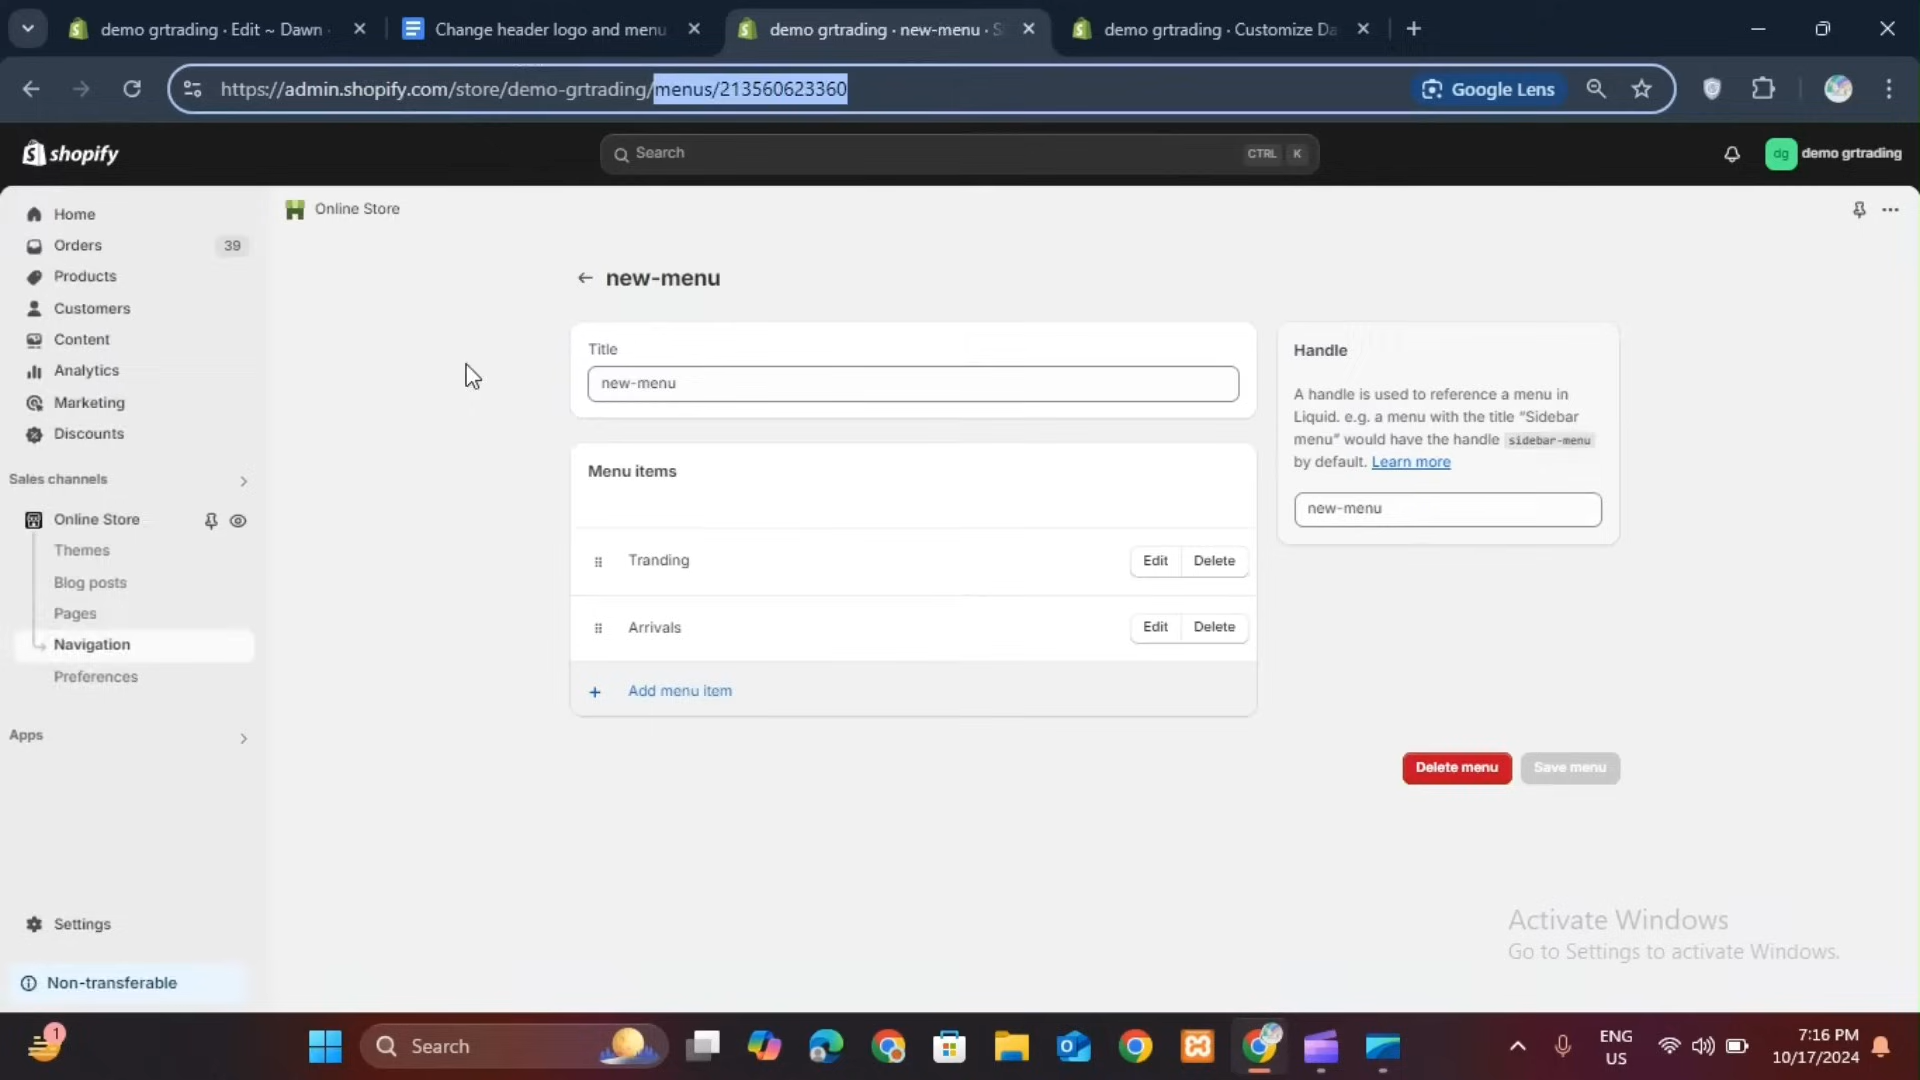 demo grtrading · Edit ~ Dawn
Change header logo and menu
demo grtrading · new-menu · S
demo grtrading · Customize Da
https://admin.shopify.com/store/demo-grtrading/menus/213560623360
Google Lens
shopify
Search
CTRL K
dg
demo grtrading
Home
Orders
39
Products
Customers
Content
Analytics
Marketing
Discounts
Sales channels
Online Store
Themes
Blog posts
Pages
Navigation
Preferences
Apps
Settings
Non-transferable
Online Store
new-menu
Title
new-menu
Menu items
Tranding
Edit
Delete
Arrivals
Edit
Delete
Add menu item
Handle
A handle is used to reference a menu in
Liquid. e.g. a menu with the title “Sidebar
menu” would have the handle sidebar-menu
by default. Learn more
new-menu
Delete menu
Save menu
Activate Windows
Go to Settings to activate Windows.
1
Search
ENG
US
7:16 PM
10/17/2024